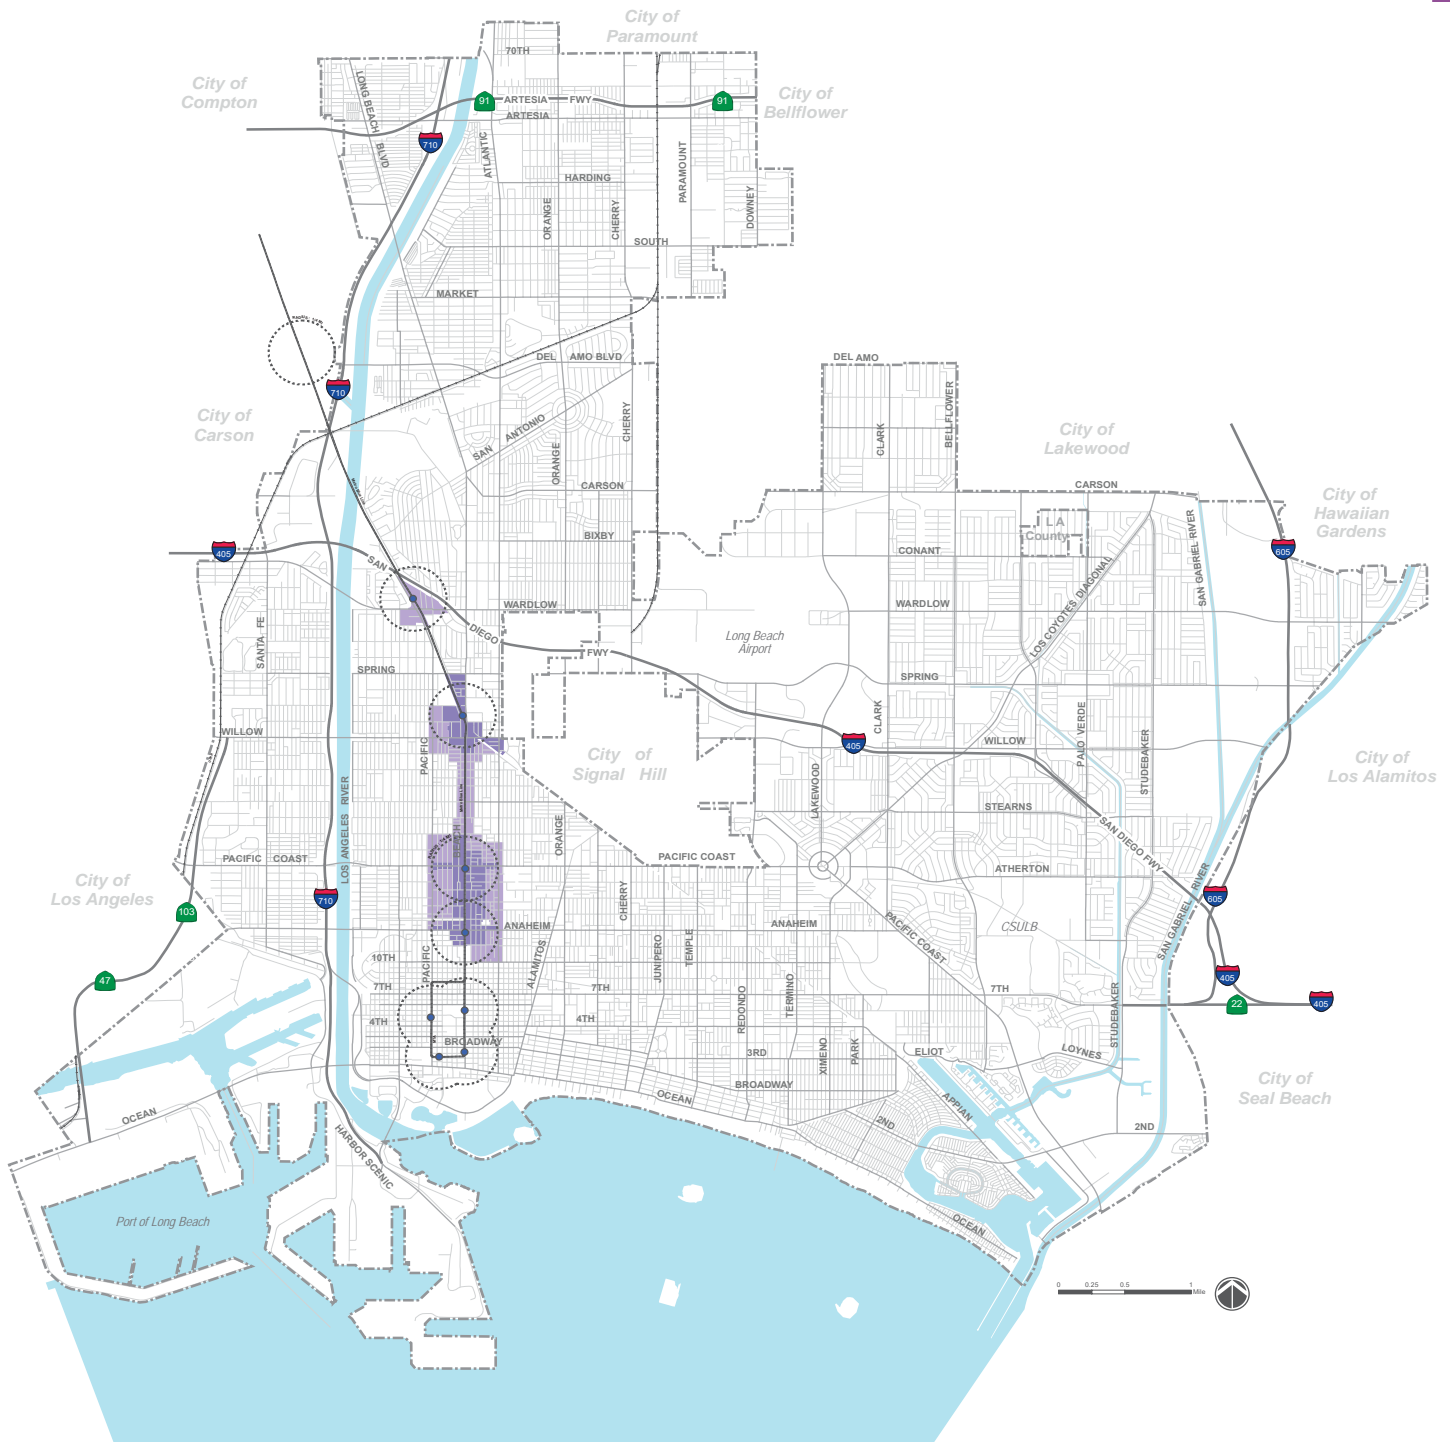 City of
Paramount
City of
Compton
City of
Bellflower
70TH
LONG BEACH BLVD
91
ARTESIA FWY
91
ARTESIA
710
ATLANTIC
PARAMOUNT
HARDING
ORANGE
CHERRY
DOWNEY
SOUTH
MARKET
DEL AMO BLVD
DEL AMO
710
City of
Carson
SAN ANTONIO
CHERRY
ORANGE
CLARK
BELLFLOWER
City of
Lakewood
CARSON
CARSON
City of
Hawaiian
Gardens
L A
County
BIXBY
CONANT
405
SAN DIEGO FWY
605
SAN GABRIEL RIVER
LOS COYOTES DIAGONAL
WARDLOW
WARDLOW
SANTA FE
Long Beach
Airport
SPRING
SPRING
WILLOW
PACIFIC
City of
Signal Hill
CLARK
405
WILLOW
PALO VERDE
STUDEBAKER
City of
Los Alamitos
LOS ANGELES RIVER
LAKEWOOD
STEARNS
ORANGE
BEACH
SAN DIEGO FWY
PACIFIC COAST
PACIFIC COAST
ATHERTON
City of
Los Angeles
710
103
CHERRY
ANAHEIM
ANAHEIM
PACIFIC COAST
CSULB
605
SAN GABRIEL RIVER
10TH
PACIFIC
ALAMITOS
JUNIPERO
TEMPLE
47
405
7TH
7TH
REDONDO
TERMINO
7TH
STUDEBAKER
22
405
4TH
4TH
BROADWAY
3RD
XIMENO
PARK
ELIOT
LOYNES
City of
Seal Beach
OCEAN
OCEAN
BROADWAY
APPIAN
2ND
2ND
HARBOR SCENIC
Port of Long Beach
OCEAN
0 0.25 0.5 1
Mile